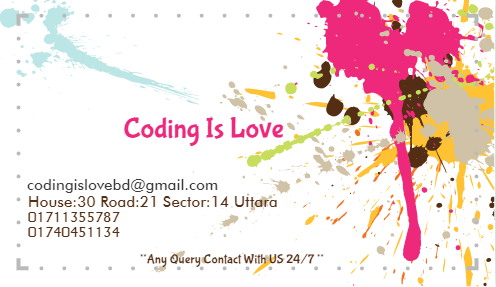 Coding Is Love
codingislovebd@gmail.com
House:30 Road:21 Sector:14 Uttara
01711355787
01740451134
``Any Query Contact With US 24/7 ``